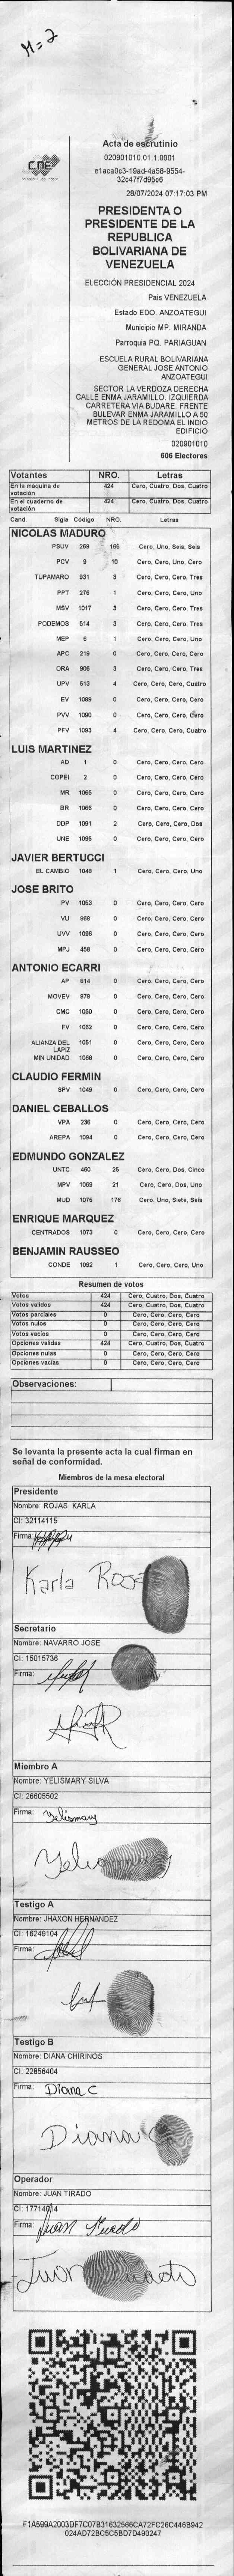 M=2
CNE
Acta de escrutinio
020901010.01.1.0001
e1aca0c3-19ad-4a58-9554-
32c47f7d95c6
28/07/2024 07:17:03 PM
PRESIDENTA O
PRESIDENTE DE LA
REPUBLICA
BOLIVARIANA DE
VENEZUELA
ELECCIÓN PRESIDENCIAL 2024
Pais VENEZUELA
Estado EDO. ANZOATEGUI
Municipio MP. MIRANDA
Parroquia PQ. PARIAGUAN
ESCUELA RURAL BOLIVARIANA
GENERAL JOSE ANTONIO
ANZOATEGUI
SECTOR LA VERDOZA DERECHA
CALLE ENMA JARAMILLO. IZQUIERDA
CARRETERA VIA BUDARE. FRENTE
BULEVAR ENMA JARAMILLO A 50
METROS DE LA REDOMA EL INDIO
EDIFICIO
020901010
606 Electores
Votantes NRO. Letras
En la máquina de votación 424 Cero, Cuatro, Dos, Cuatro
En el cuaderno de votación 424 Cero, Cuatro, Dos, Cuatro
Cand. Sigla Código NRO. Letras
NICOLAS MADURO
PSUV 269 166 Cero, Uno, Seis, Seis
PCV 9 10 Cero, Cero, Uno, Cero
TUPAMARO 931 3 Cero, Cero, Cero, Tres
PPT 276 1 Cero, Cero, Cero, Uno
MSV 1017 3 Cero, Cero, Cero, Tres
PODEMOS 514 3 Cero, Cero, Cero, Tres
MEP 6 1 Cero, Cero, Cero, Uno
APC 219 0 Cero, Cero, Cero, Cero
ORA 906 3 Cero, Cero, Cero, Tres
UPV 513 4 Cero, Cero, Cero, Cuatro
EV 1089 0 Cero, Cero, Cero, Cero
PVV 1090 0 Cero, Cero, Cero, Cero
PFV 1093 4 Cero, Cero, Cero, Cuatro
LUIS MARTINEZ
AD 1 0 Cero, Cero, Cero, Cero
COPEI 2 0 Cero, Cero, Cero, Cero
MR 1065 0 Cero, Cero, Cero, Cero
BR 1066 0 Cero, Cero, Cero, Cero
DDP 1091 2 Cero, Cero, Cero, Dos
UNE 1095 0 Cero, Cero, Cero, Cero
JAVIER BERTUCCI
EL CAMBIO 1048 1 Cero, Cero, Cero, Uno
JOSE BRITO
PV 1053 0 Cero, Cero, Cero, Cero
VU 868 0 Cero, Cero, Cero, Cero
UVV 1096 0 Cero, Cero, Cero, Cero
MPJ 458 0 Cero, Cero, Cero, Cero
ANTONIO ECARRI
AP 814 0 Cero, Cero, Cero, Cero
MOVEV 878 0 Cero, Cero, Cero, Cero
CMC 1050 0 Cero, Cero, Cero, Cero
FV 1062 0 Cero, Cero, Cero, Cero
ALIANZA DEL LAPIZ 1051 0 Cero, Cero, Cero, Cero
MIN UNIDAD 1068 0 Cero, Cero, Cero, Cero
CLAUDIO FERMIN
SPV 1049 0 Cero, Cero, Cero, Cero
DANIEL CEBALLOS
VPA 236 0 Cero, Cero, Cero, Cero
AREPA 1094 0 Cero, Cero, Cero, Cero
EDMUNDO GONZALEZ
UNTC 460 25 Cero, Cero, Dos, Cinco
MPV 1069 21 Cero, Cero, Dos, Uno
MUD 1075 176 Cero, Uno, Siete, Seis
ENRIQUE MARQUEZ
CENTRADOS 1073 0 Cero, Cero, Cero, Cero
BENJAMIN RAUSSEO
CONDE 1092 1 Cero, Cero, Cero, Uno
Resumen de votos
Votos 424 Cero, Cuatro, Dos, Cuatro
Votos validos 424 Cero, Cuatro, Dos, Cuatro
Votos parciales 0 Cero, Cero, Cero, Cero
Votos nulos 0 Cero, Cero, Cero, Cero
Votos vacios 0 Cero, Cero, Cero, Cero
Opciones validas 424 Cero, Cuatro, Dos, Cuatro
Opciones nulas 0 Cero, Cero, Cero, Cero
Opciones vacias 0 Cero, Cero, Cero, Cero
Observaciones:
Se levanta la presente acta la cual firman en
señal de conformidad.
Miembros de la mesa electoral
Presidente
Nombre: ROJAS KARLA
CI: 32114115
Firma:
Karla
Secretario
Nombre: NAVARRO JOSE
CI: 15015736
Firma:
Miembro A
Nombre: YELISMARY SILVA
CI: 26605502
Firma: Yelismary
Yelismary
Testigo A
Nombre: JHAXON HERNANDEZ
CI: 16249104
Firma:
Testigo B
Nombre: DIANA CHIRINOS
CI: 22856404
Firma: Diana C
Diana C
Operador
Nombre: JUAN TIRADO
CI: 17714014
Firma: Juan Tirado
Juan Tirado
F1A599A2003DF7C07B31632566CA72FC26C446B942
024AD72BC5C5BD7D490247